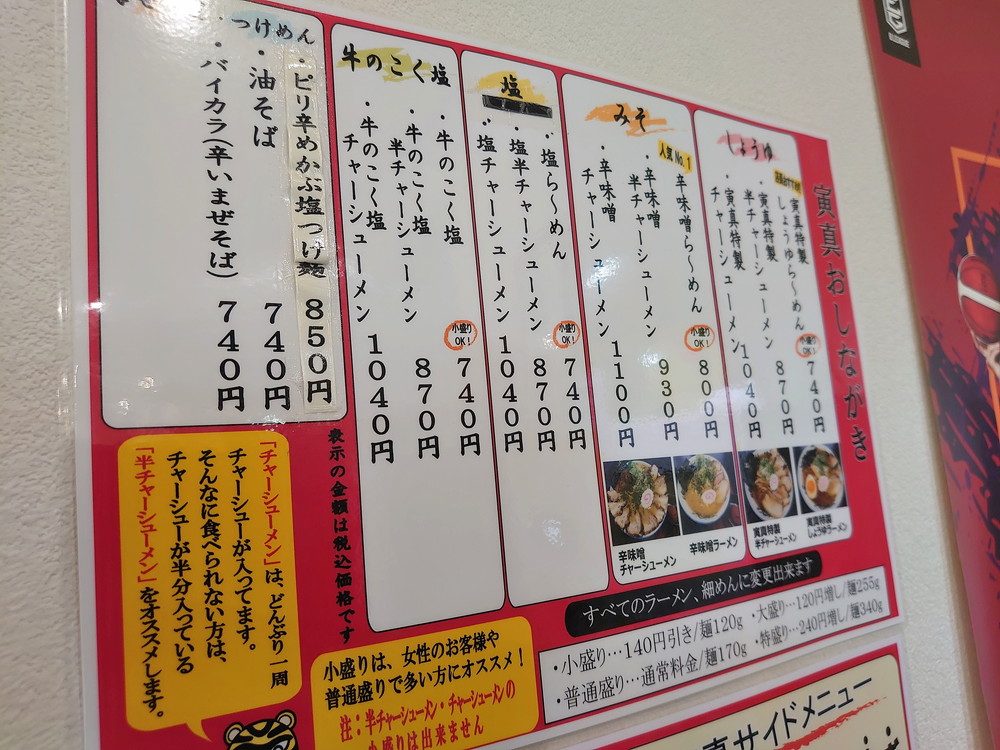 寅真おしながき
しょうゆ
寅真特製
しょうゆらーめん 小盛りOK! 740円
・寅真特製
半チャーシューメン 870円
・寅真特製
チャーシューメン 1040円
寅真特製
しょうゆラーメン
寅真特製
半チャーシューメン
みそ
人気No.1
辛味噌ら〜めん 小盛りOK! 800円
・辛味噌
半チャーシューメン 930円
・辛味噌
チャーシューメン 1100円
辛味噌ラーメン
辛味噌
チャーシューメン
塩
・塩ら〜めん 小盛りOK! 740円
・塩半チャーシューメン 870円
・塩チャーシューメン 1040円
牛のこく塩
・牛のこく塩 小盛りOK! 740円
・牛のこく塩
半チャーシューメン 870円
・牛のこく塩
チャーシューメン 1040円
つけめん
・ピリ辛めかぶ塩つけ麺 850円
・油そば 740円
・バイカラ(辛いまぜそば) 740円
表示の金額は税込価格です
すべてのラーメン、細めんに変更出来ます
・小盛り…140円引き/麺120g ・大盛り…120円増し/麺255g
・普通盛り…通常料金/麺170g ・特盛り…240円増し/麺340g
「チャーシューメン」は、どんぶり一周
チャーシューが入ってます。
そんなに食べられない方は、
チャーシューが半分入っている
「半チャーシューメン」をオススメします。
小盛りは、女性のお客様や
普通盛りで多い方にオススメ!
注:半チャーシューメン・チャーシューメンの
小盛りは出来ません
真サイドメニュー